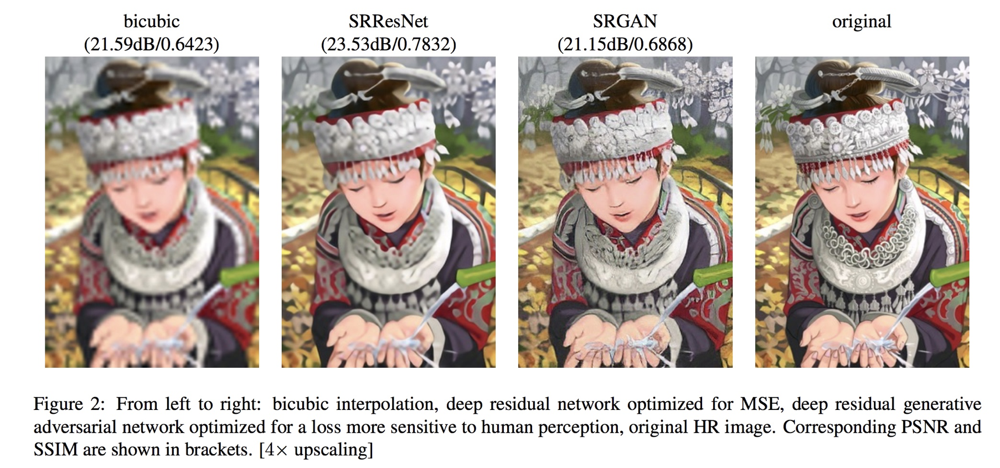 bicubic
(21.59dB/0.6423)
SRResNet
(23.53dB/0.7832)
SRGAN
(21.15dB/0.6868)
original
Figure 2: From left to right: bicubic interpolation, deep residual network optimized for MSE, deep residual generative
adversarial network optimized for a loss more sensitive to human perception, original HR image. Corresponding PSNR and
SSIM are shown in brackets. [4× upscaling]